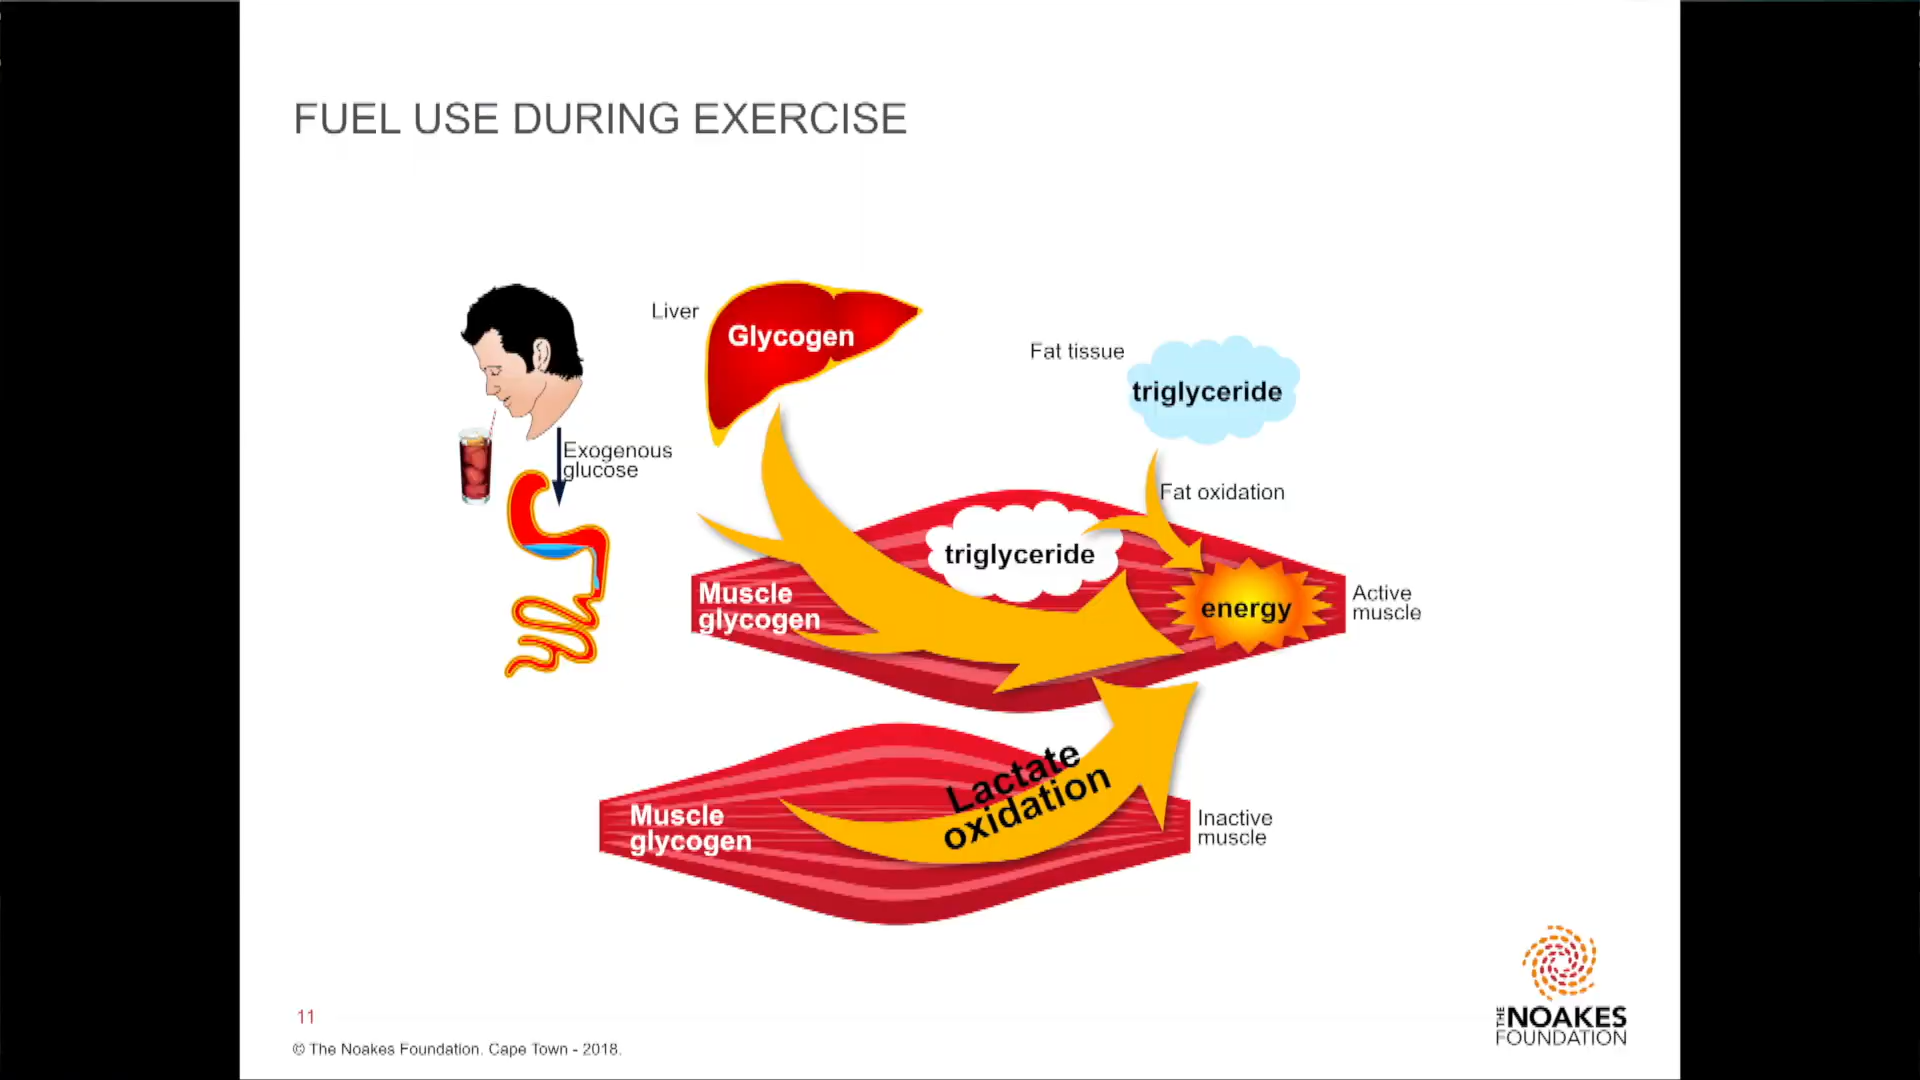 FUEL USE DURING EXERCISE
Liver
Glycogen
Fat tissue
triglyceride
Exogenous
glucose
Fat oxidation
triglyceride
Muscle
glycogen
energy
Active
muscle
Lactate
oxidation
Muscle
glycogen
Inactive
muscle
11
© The Noakes Foundation. Cape Town - 2018.
THE
NOAKES
FOUNDATION